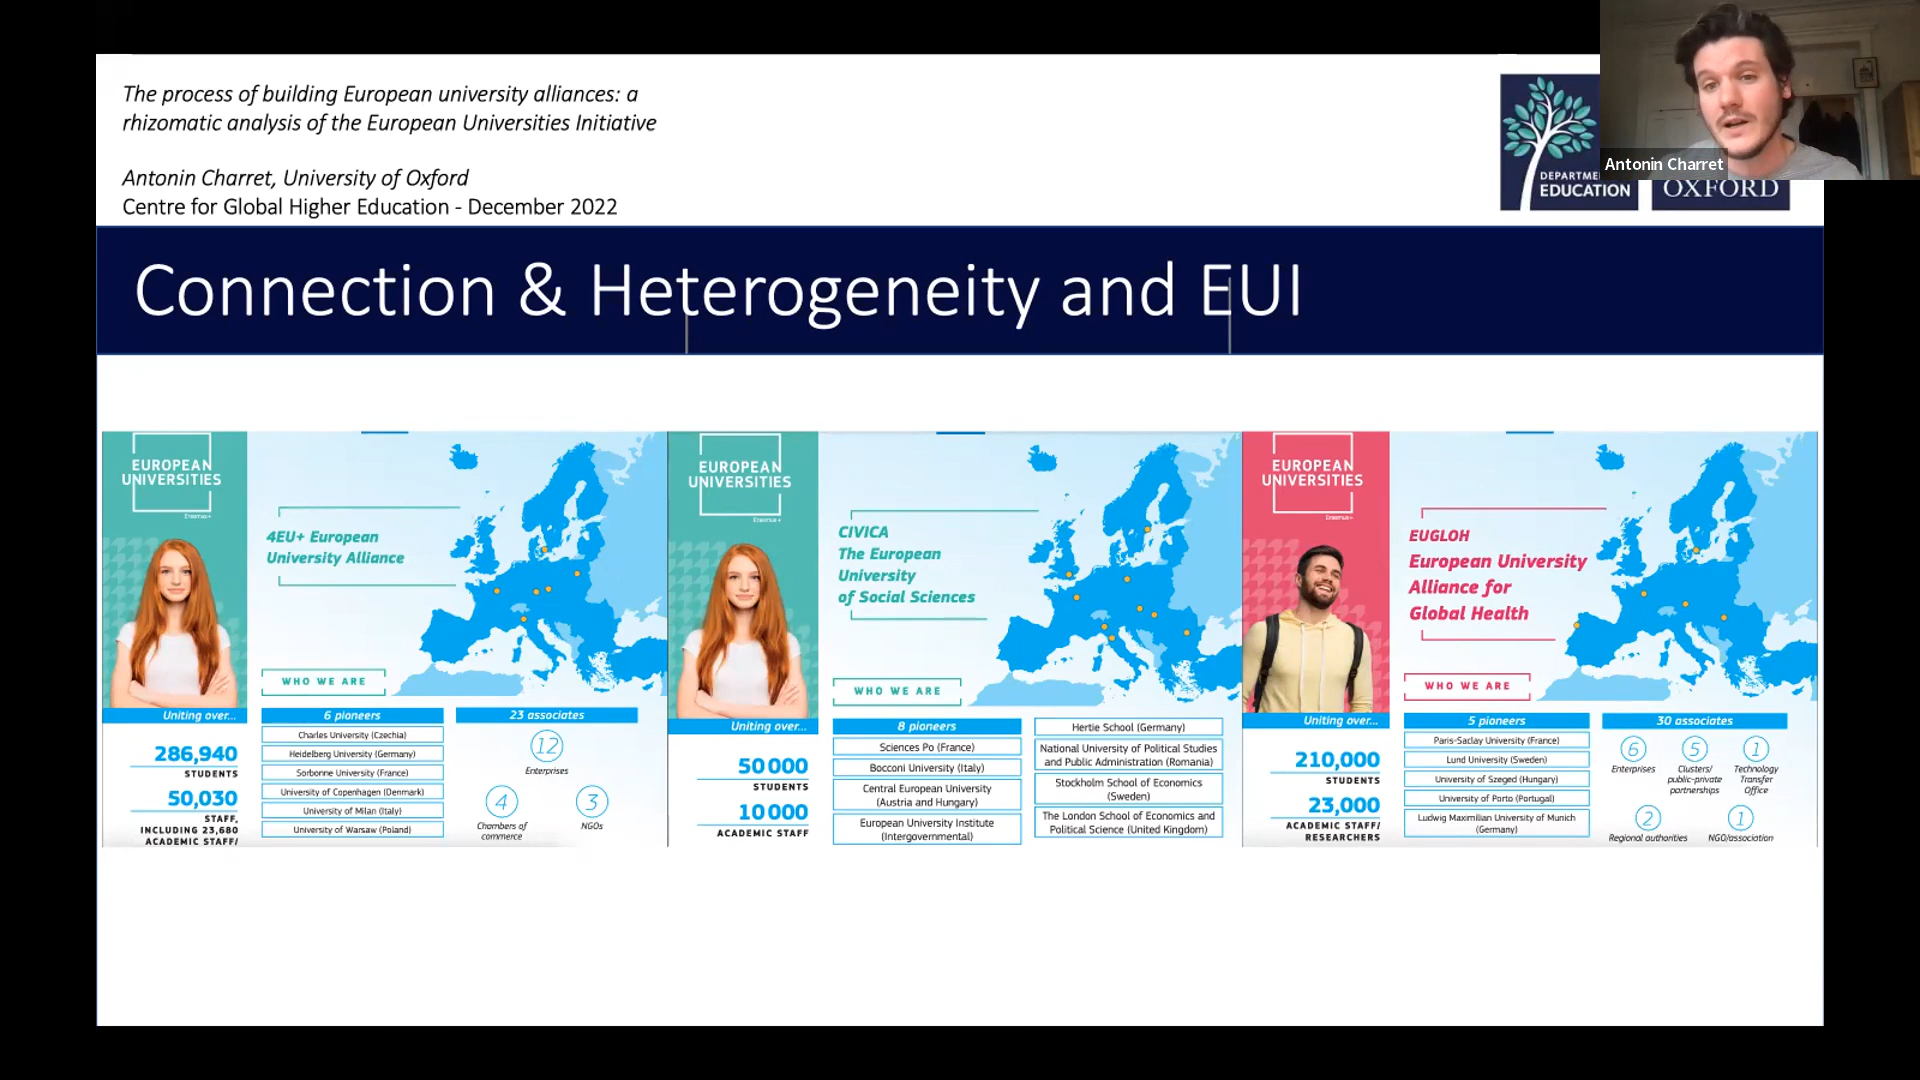 The process of building European university alliances: a
rhizomatic analysis of the European Universities Initiative
Antonin Charret, University of Oxford
Centre for Global Higher Education - December 2022
EDUCATION
OXFORD
Antonin Charret
Connection & Heterogeneity and EUI
EUROPEAN
UNIVERSITIES
Erasmus+
4EU+ European
University Alliance
WHO WE ARE
Uniting over...
286,940
STUDENTS
50,030
STAFF,
INCLUDING 23,680
ACADEMIC STAFF/
6 pioneers
Charles University (Czechia)
Heidelberg University (Germany)
Sorbonne University (France)
University of Copenhagen (Denmark)
University of Milan (Italy)
University of Warsaw (Poland)
23 associates
12
Enterprises
4
Chambers of
commerce
3
NGOs
EUROPEAN
UNIVERSITIES
Erasmus+
CIVICA
The European
University
of Social Sciences
WHO WE ARE
Uniting over...
50 000
STUDENTS
10 000
ACADEMIC STAFF
8 pioneers
Sciences Po (France)
Bocconi University (Italy)
Central European University
(Austria and Hungary)
European University Institute
(Intergovernmental)
Hertie School (Germany)
National University of Political Studies
and Public Administration (Romania)
Stockholm School of Economics
(Sweden)
The London School of Economics and
Political Science (United Kingdom)
EUROPEAN
UNIVERSITIES
Erasmus+
EUGLOH
European University
Alliance for
Global Health
WHO WE ARE
Uniting over...
210,000
STUDENTS
23,000
ACADEMIC STAFF/
RESEARCHERS
5 pioneers
Paris-Saclay University (France)
Lund University (Sweden)
University of Szeged (Hungary)
University of Porto (Portugal)
Ludwig Maximilian University of Munich
(Germany)
30 associates
6
Enterprises
5
Clusters/
public-private
partnerships
1
Technology
Transfer
Office
2
Regional authorities
1
NGO/association